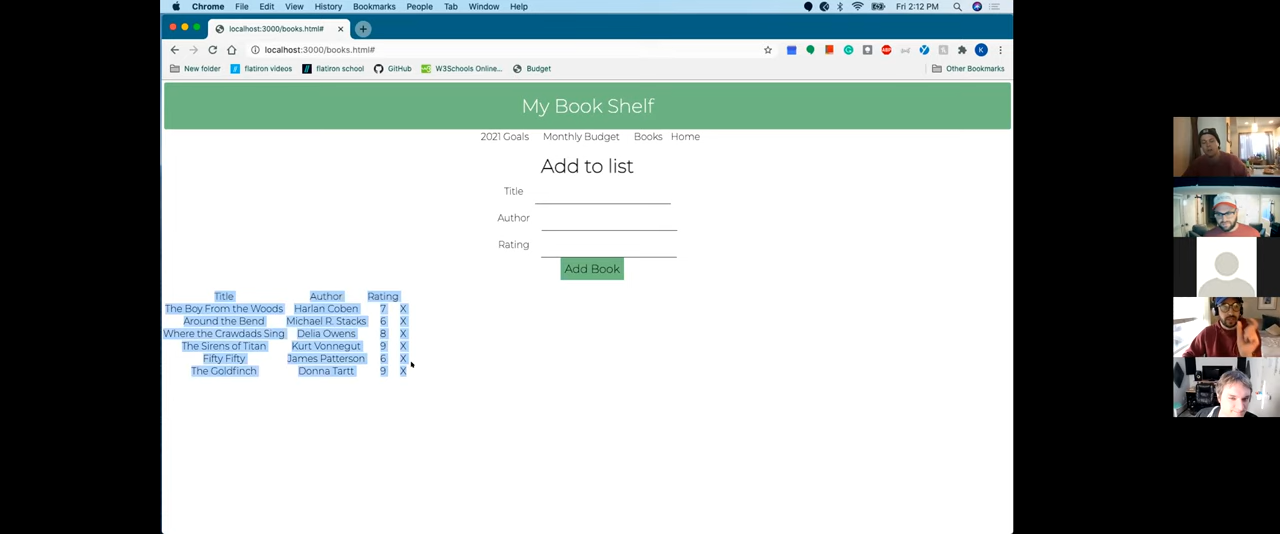 Chrome File Edit View History Bookmarks People Tab Window Help Fri 2:12 PM
localhost:3000/books.html#
localhost:3000/books.html# K
New folder flatiron videos flatiron school GitHub W3Schools Online... Budget Other Bookmarks
My Book Shelf
2021 Goals Monthly Budget Books Home
Add to list
Title
Author
Rating
Add Book
Title Author Rating
The Boy From the Woods Harlan Coben 7 X
Around the Bend Michael R. Stacks 6 X
Where the Crawdads Sing Delia Owens 8 X
The Sirens of Titan Kurt Vonnegut 9 X
Fifty Fifty James Patterson 6 X
The Goldfinch Donna Tartt 9 X